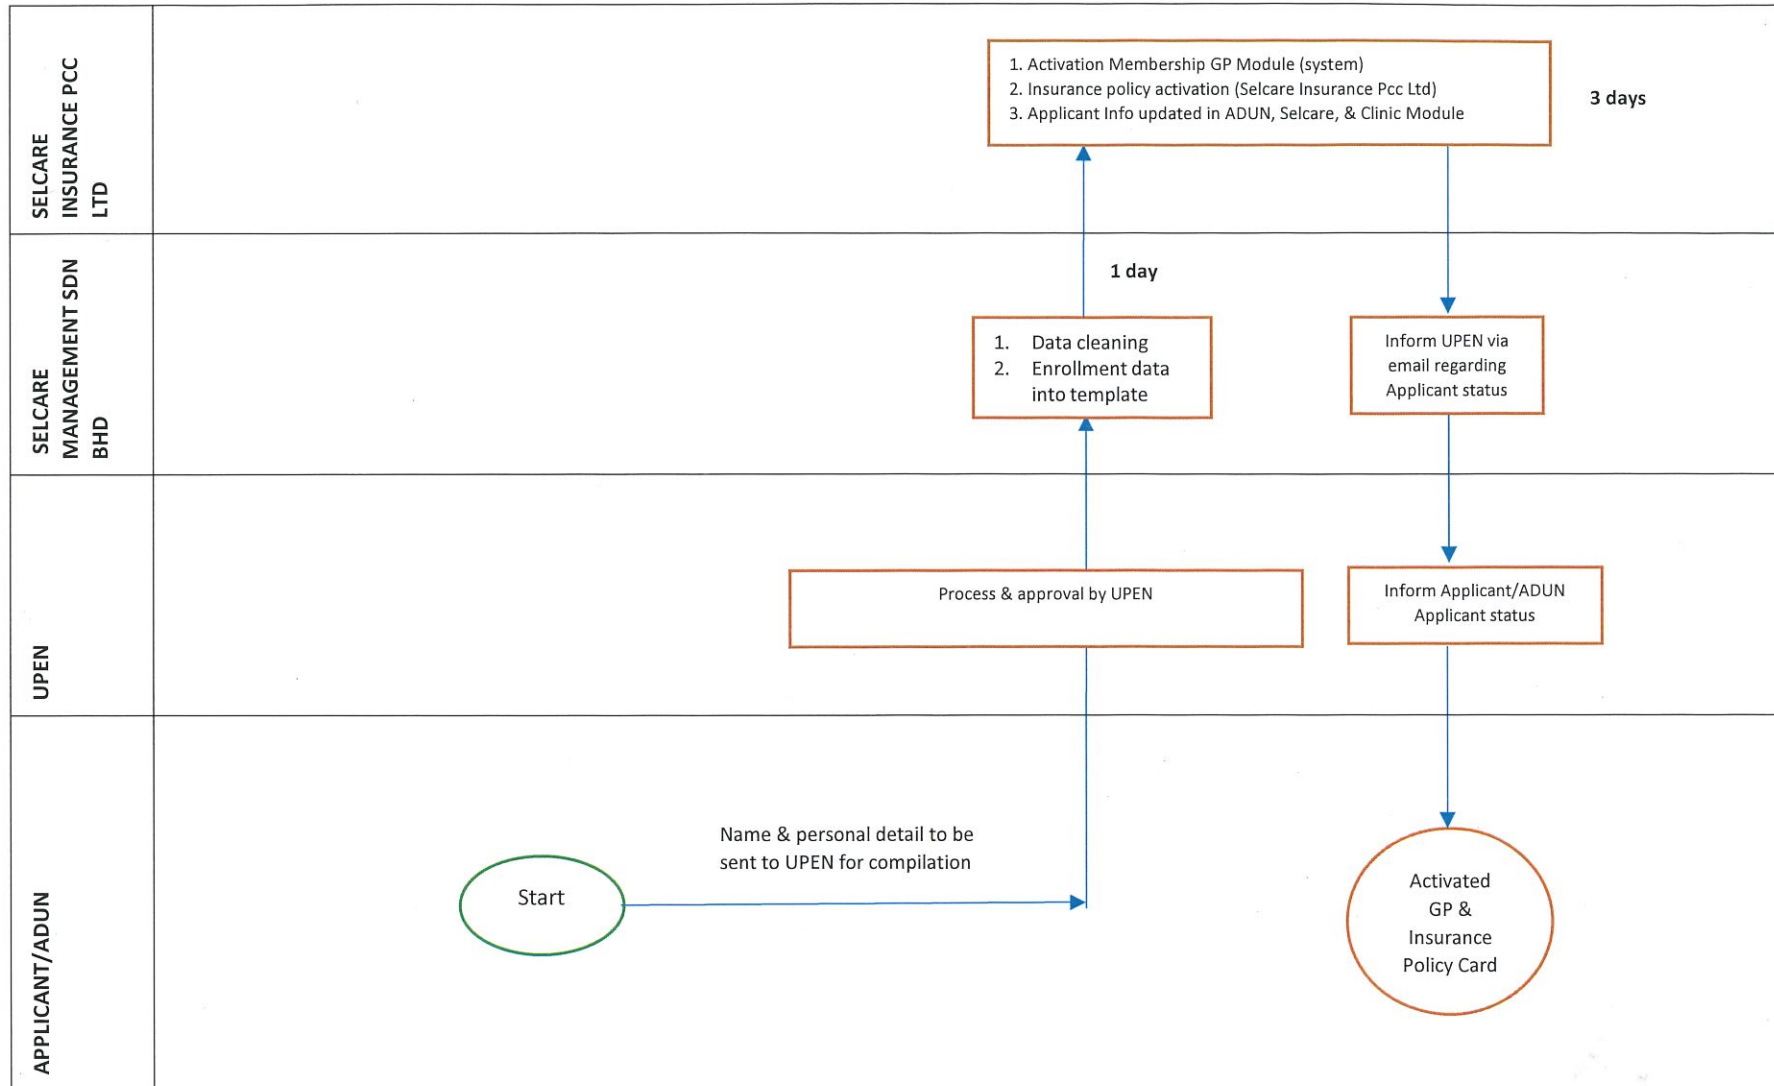 SELCARE
INSURANCE PCC
LTD
1. Activation Membership GP Module (system)
2. Insurance policy activation (Selcare Insurance Pcc Ltd)
3. Applicant Info updated in ADUN, Selcare, & Clinic Module
3 days
SELCARE
MANAGEMENT SDN
BHD
1 day
1. Data cleaning
2. Enrollment data
into template
Inform UPEN via
email regarding
Applicant status
UPEN
Process & approval by UPEN
Inform Applicant/ADUN
Applicant status
APPLICANT/ADUN
Name & personal detail to be
sent to UPEN for compilation
Start
Activated
GP &
Insurance
Policy Card